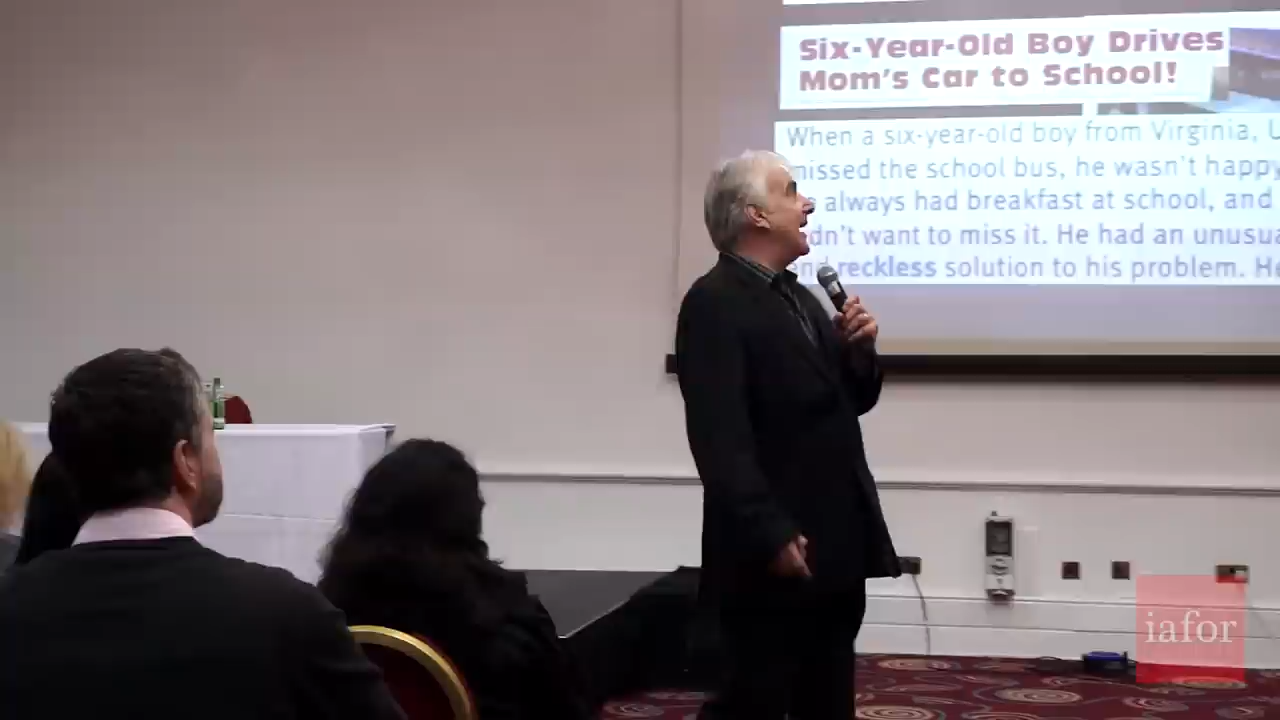 Six-Year-Old Boy Drives
Mom's Car to School!
When a six-year-old boy from Virginia,
missed the school bus, he wasn't happy
always had breakfast at school, and
want to miss it. He had an
reckless solution to his problem.
iafor